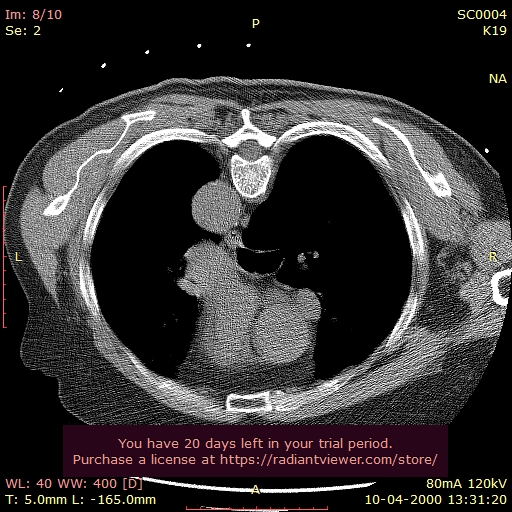 Im: 8/10
Se: 2
P
SC0004
K19
NA
L
R
You have 20 days left in your trial period.
Purchase a license at https://radiantviewer.com/store/
WL: 40 WW: 400 [D]
T: 5.0mm L: -165.0mm
A
80mA 120kV
10-04-2000 13:31:20